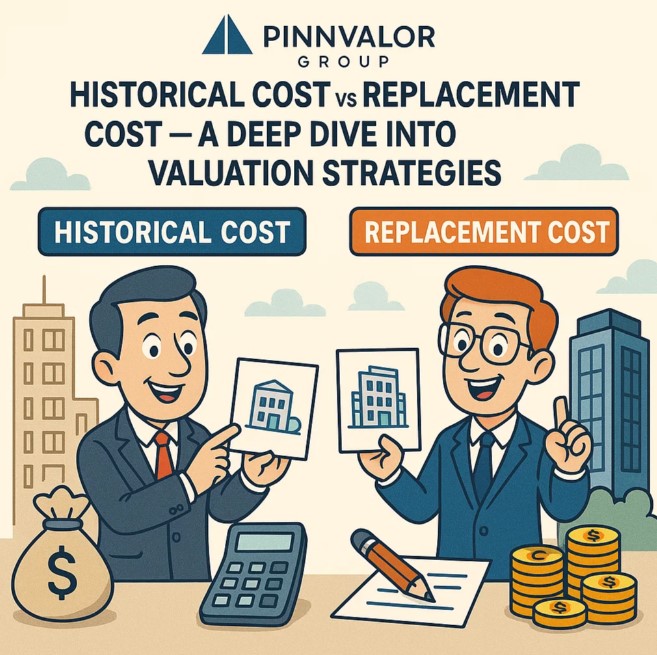 PINNVALOR
GROUP
HISTORICAL COST vs REPLACEMENT
COST — A DEEP DIVE INTO
VALUATION STRATEGIES
HISTORICAL COST
REPLACEMENT COST
$
$
C
$
$